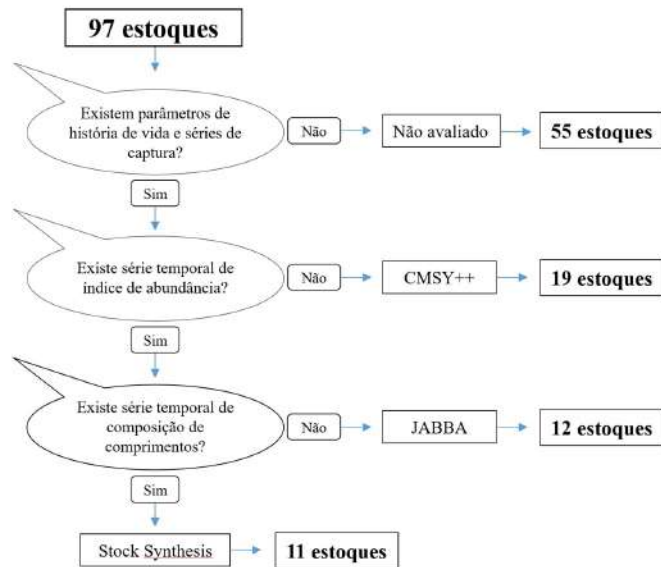 97 estoques
Existem parâmetros de
história de vida e séries de
captura?
Não
Não avaliado
55 estoques
Sim
Existe série temporal de
índice de abundância?
Não
CMSY++
19 estoques
Sim
Existe série temporal de
composição de
comprimentos?
Não
JABBA
12 estoques
Sim
Stock Synthesis
11 estoques